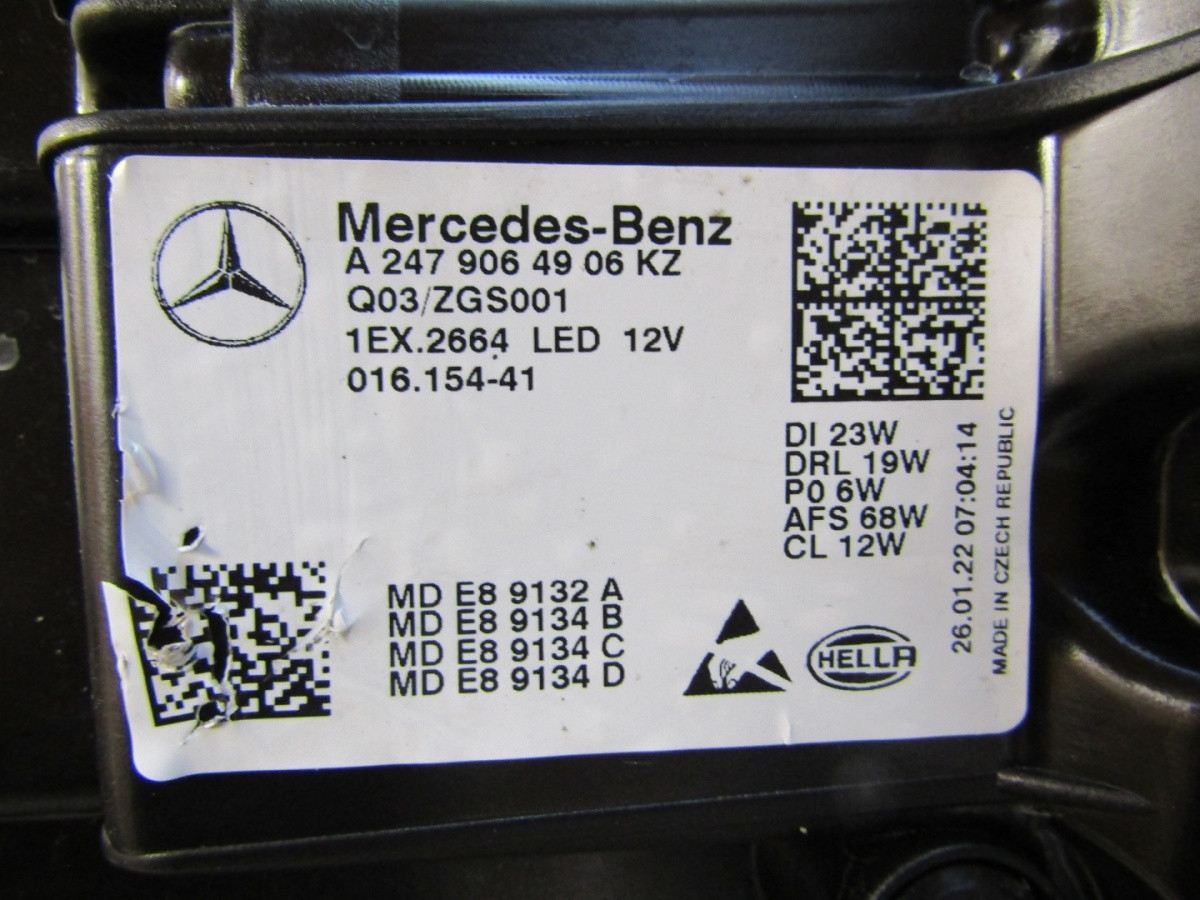 Mercedes-Benz
A 247 906 49 06 KZ
Q03/ZGS001
1EX.2664 LED 12V
016.154-41
DI 23W
DRL 19W
PO 6W
AFS 68W
CL 12W
26.01.22 07:04:14
MADE IN CZECH REPUBLIC
MD E8 9132 A
MD E8 9134 B
MD E8 9134 C
MD E8 9134 D
HELLA